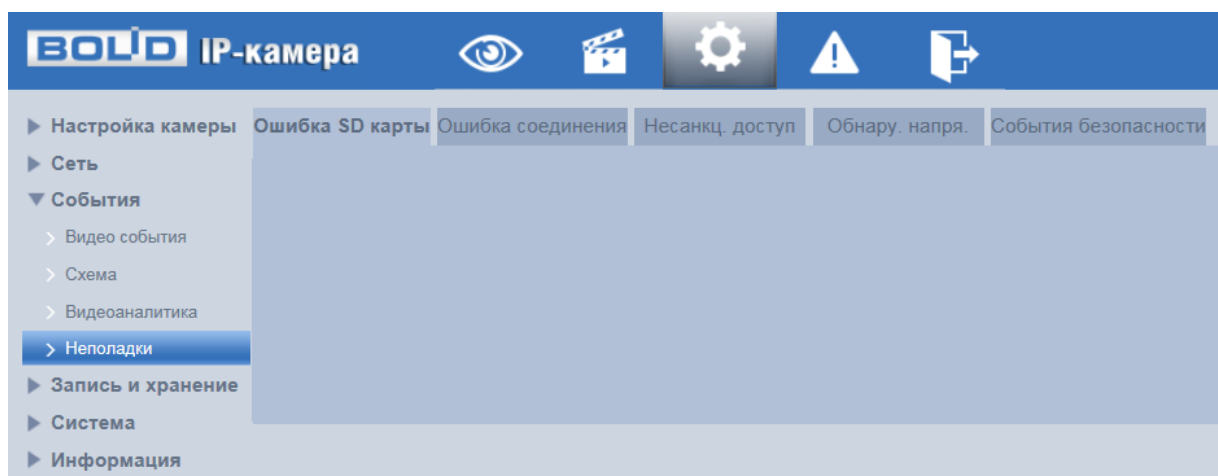 BOLID IP-камера
Настройка камеры
Сеть
События
Видео события
Схема
Видеоаналитика
Неполадки
Запись и хранение
Система
Информация
Ошибка SD карты Ошибка соединения Несанкц. доступ Обнару. напря. События безопасности